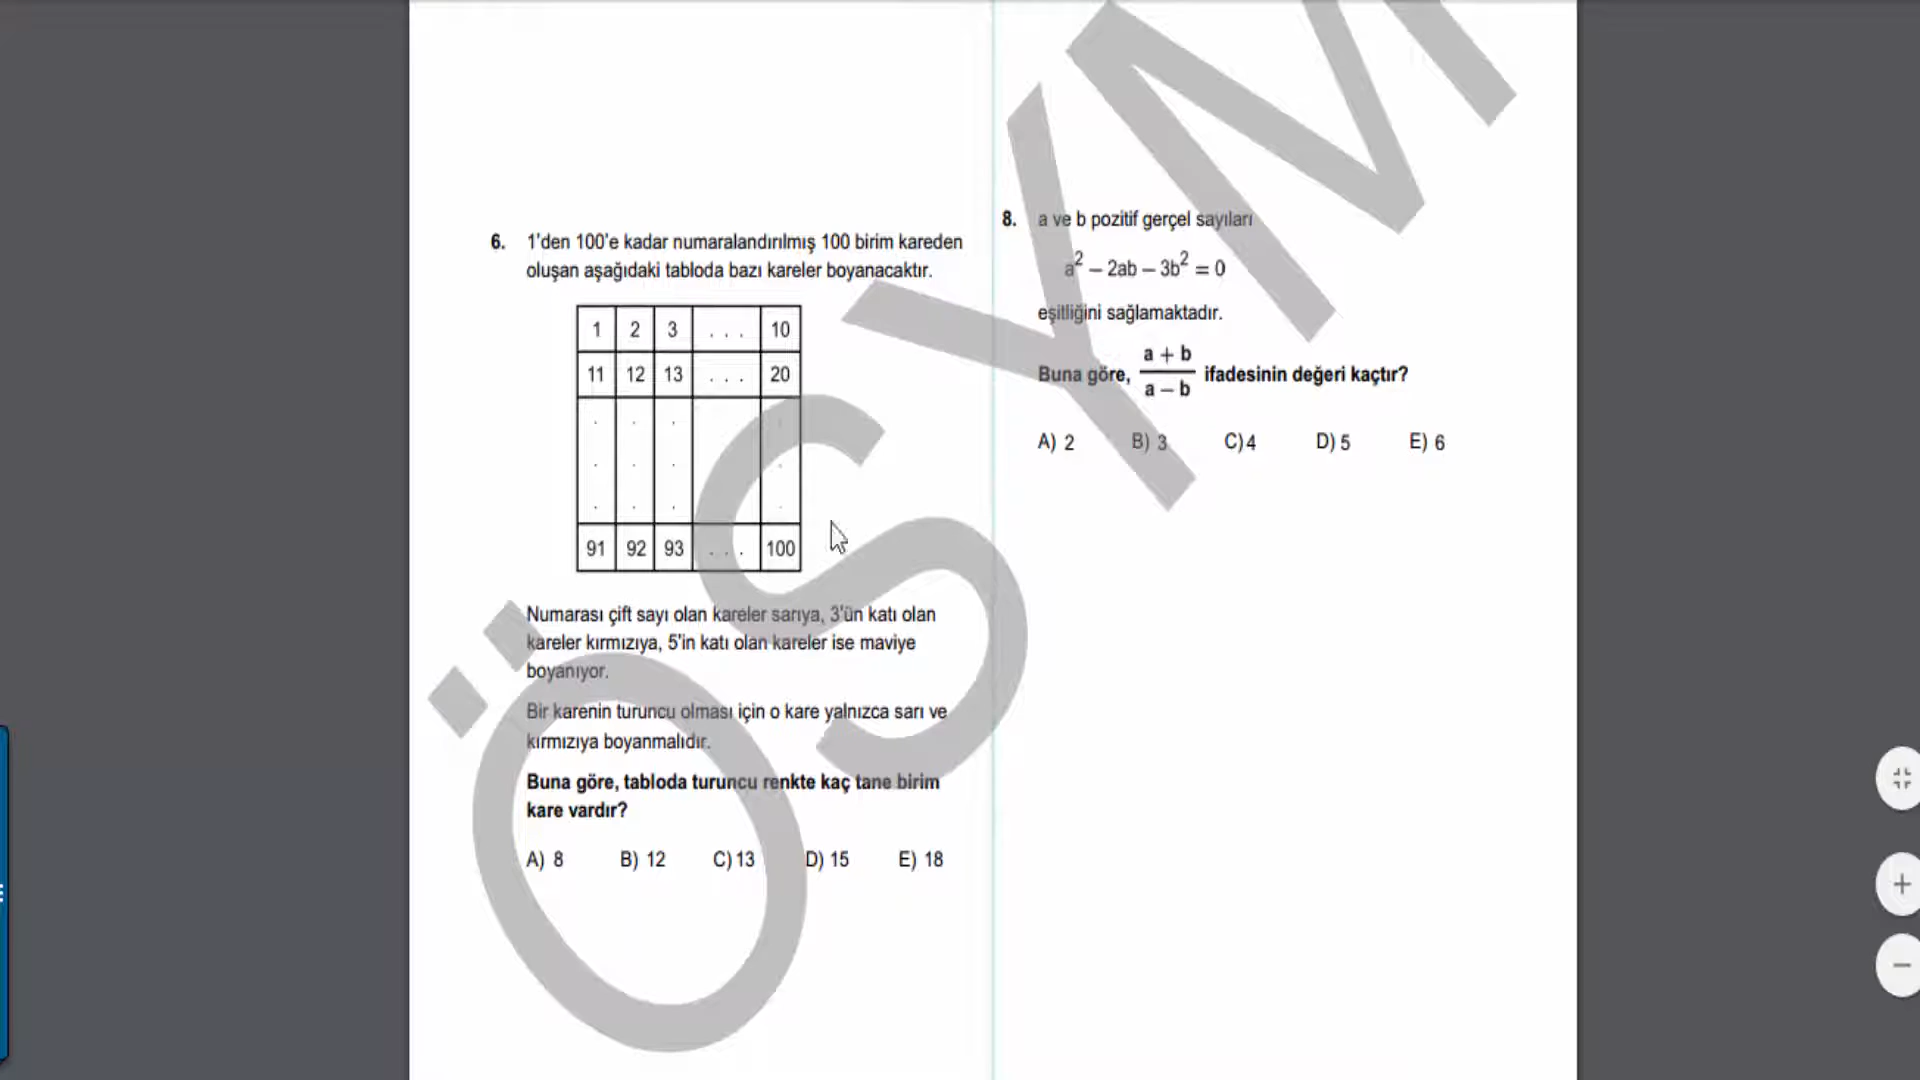 6. 1'den 100'e kadar numaralandırılmış 100 birim kareden
oluşan aşağıdaki tabloda bazı kareler boyanacaktır.
1 2 3 . . . 10
11 12 13 . . . 20
. . . .
. . . .
. . . .
91 92 93 . . . 100
Numarası çift sayı olan kareler sarıya, 3'ün katı olan
kareler kırmızıya, 5'in katı olan kareler ise maviye
boyanıyor.
Bir karenin turuncu olması için o kare yalnızca sarı ve
kırmızıya boyanmalıdır.
Buna göre, tabloda turuncu renkte kaç tane birim
kare vardır?
A) 8 B) 12 C) 13 D) 15 E) 18
8. a ve b pozitif gerçel sayıları
a² – 2ab – 3b² = 0
eşitliğini sağlamaktadır.
Buna göre, a + b / a – b ifadesinin değeri kaçtır?
A) 2 B) 3 C) 4 D) 5 E) 6
ÖSYM